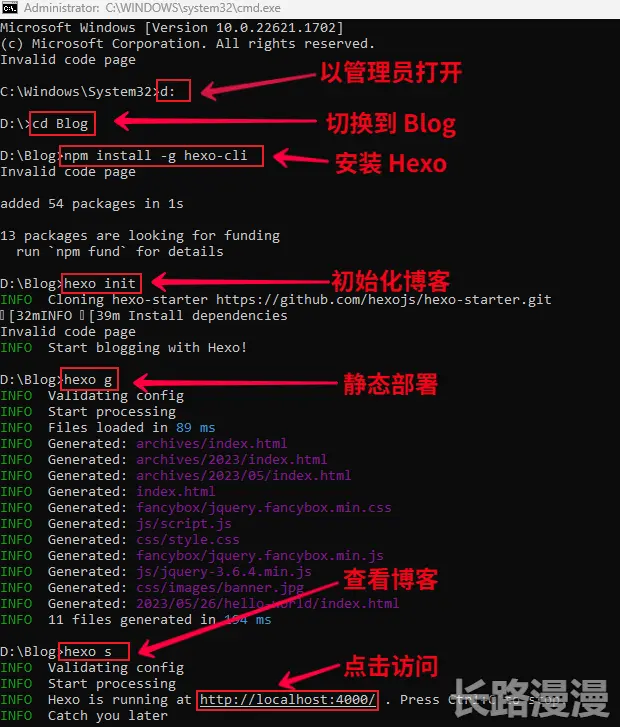 Administrator: C:\WINDOWS\system32\cmd.exe
Microsoft Windows [Version 10.0.22621.1702]
(c) Microsoft Corporation. All rights reserved.
Invalid code page
C:\Windows\System32>d:
以管理员打开
D:\>cd Blog
切换到 Blog
D:\Blog>npm install -g hexo-cli
安装 Hexo
Invalid code page
added 54 packages in 1s
13 packages are looking for funding
run `npm fund` for details
D:\Blog>hexo init
初始化博客
INFO Cloning hexo-starter https://github.com/hexojs/hexo-starter.git
[32mINFO [39m Install dependencies
Invalid code page
INFO Start blogging with Hexo!
D:\Blog>hexo g
静态部署
INFO Validating config
INFO Start processing
INFO Files loaded in 89 ms
INFO Generated: archives/index.html
INFO Generated: archives/2023/index.html
INFO Generated: archives/2023/05/index.html
INFO Generated: index.html
INFO Generated: fancybox/jquery.fancybox.min.css
INFO Generated: js/script.js
INFO Generated: css/style.css
INFO Generated: fancybox/jquery.fancybox.min.js
INFO Generated: js/jquery-3.6.4.min.js
查看博客
INFO Generated: css/images/banner.jpg
INFO Generated: 2023/05/26/hello-world/index.html
INFO 11 files generated in 194 ms
D:\Blog>hexo s
INFO Validating config
点击访问
INFO Start processing
INFO Hexo is running at http://localhost:4000/ . Press Ctrl+C to stop.
INFO Catch you later
长路漫漫